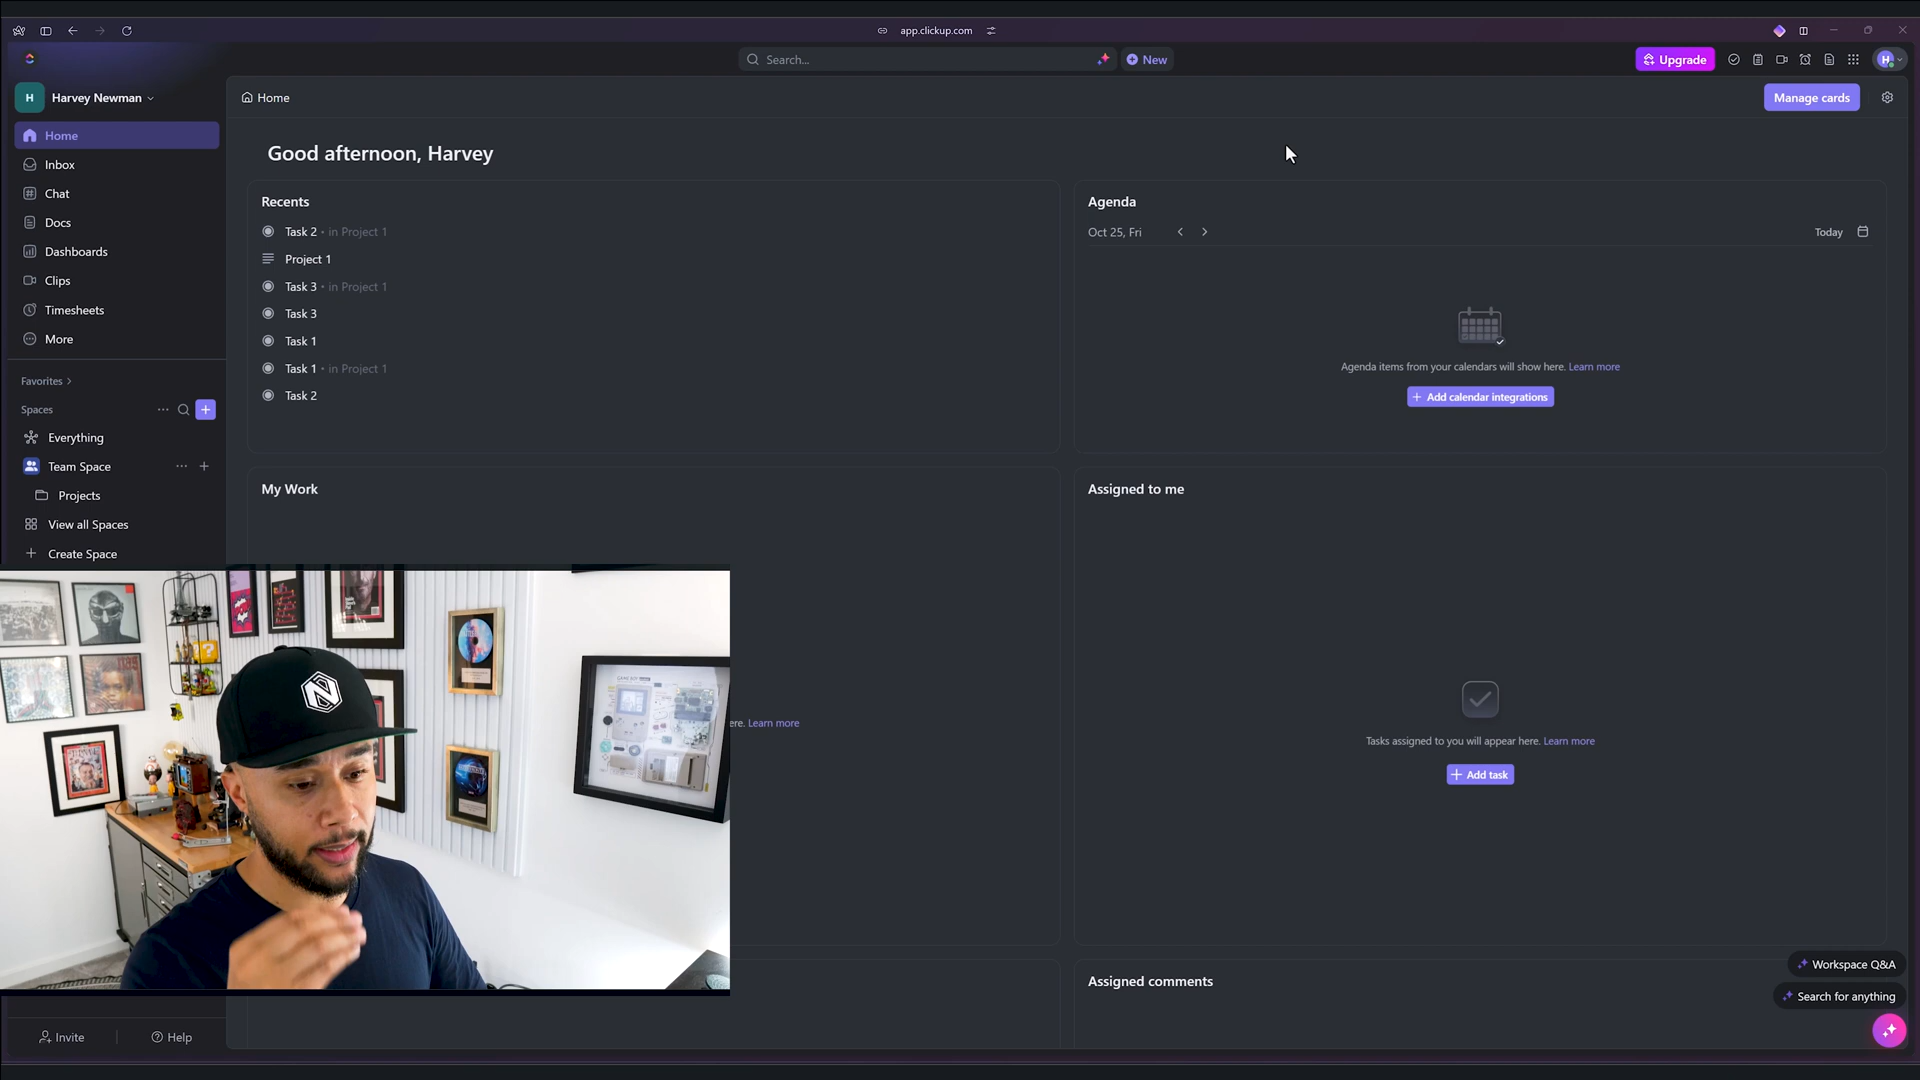 app.clickup.com
Search...
New
Upgrade
H
H
Harvey Newman
Home
Manage cards
Home
Inbox
Chat
Docs
Dashboards
Clips
Timesheets
More
Favorites
Spaces
Everything
Team Space
Projects
View all Spaces
Create Space
Invite
Help
Good afternoon, Harvey
Recents
Task 2 • in Project 1
Project 1
Task 3 • in Project 1
Task 3
Task 1
Task 1 • in Project 1
Task 2
Agenda
Oct 25, Fri
Today
Agenda items from your calendars will show here. Learn more
+ Add calendar integrations
My Work
ere. Learn more
Assigned to me
Tasks assigned to you will appear here. Learn more
+ Add task
Assigned comments
Workspace Q&A
Search for anything
N
GAME BOY